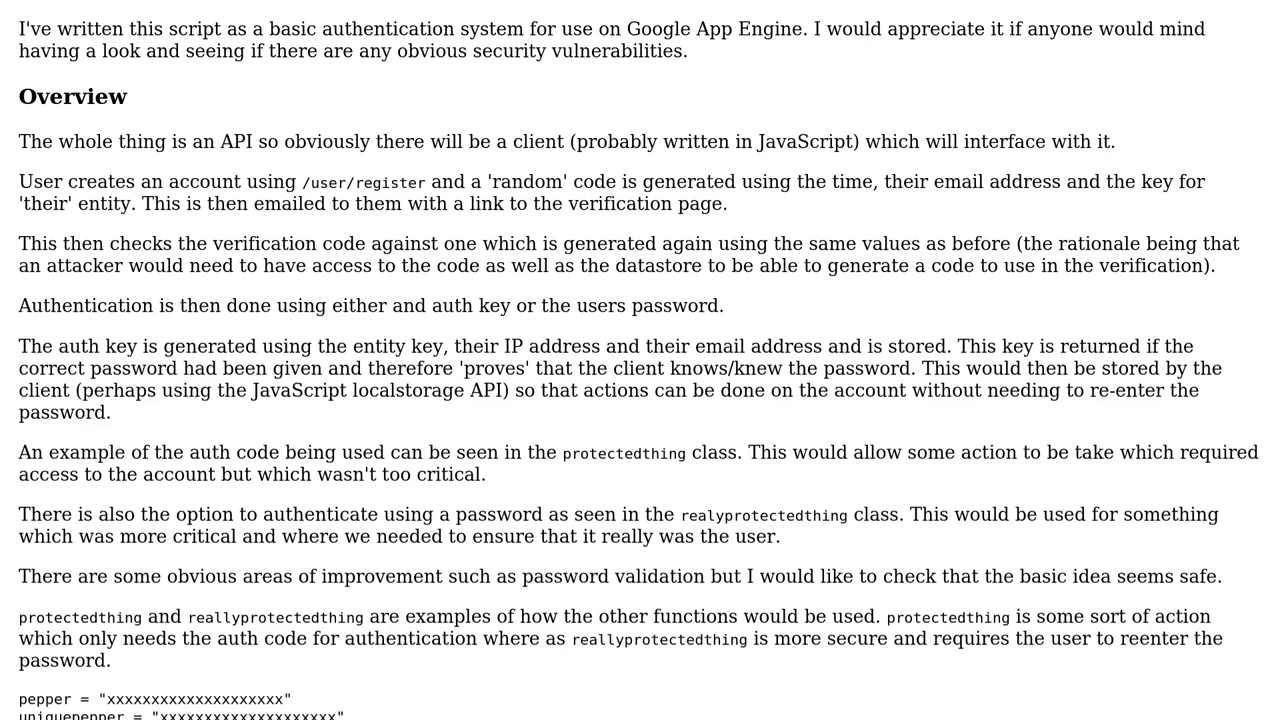 I've written this script as a basic authentication system for use on Google App Engine. I would appreciate it if anyone would mind
having a look and seeing if there are any obvious security vulnerabilities.
Overview
The whole thing is an API so obviously there will be a client (probably written in JavaScript) which will interface with it.
User creates an account using /user/register and a 'random' code is generated using the time, their email address and the key for
'their' entity. This is then emailed to them with a link to the verification page.
This then checks the verification code against one which is generated again using the same values as before (the rationale being that
an attacker would need to have access to the code as well as the datastore to be able to generate a code to use in the verification).
Authentication is then done using either and auth key or the users password.
The auth key is generated using the entity key, their IP address and their email address and is stored. This key is returned if the
correct password had been given and therefore 'proves' that the client knows/knew the password. This would then be stored by the
client (perhaps using the JavaScript localstorage API) so that actions can be done on the account without needing to re-enter the
password.
An example of the auth code being used can be seen in the protectedthing class. This would allow some action to be take which required
access to the account but which wasn't too critical.
There is also the option to authenticate using a password as seen in the realyprotectedthing class. This would be used for something
which was more critical and where we needed to ensure that it really was the user.
There are some obvious areas of improvement such as password validation but I would like to check that the basic idea seems safe.
protectedthing and reallyprotectedthing are examples of how the other functions would be used. protectedthing is some sort of action
which only needs the auth code for authentication where as reallyprotectedthing is more secure and requires the user to reenter the
password.
pepper = "xxxxxxxxxxxxxxxxxxxx"
uniquepepper = "xxxxxxxxxxxxxxxxxxxx"